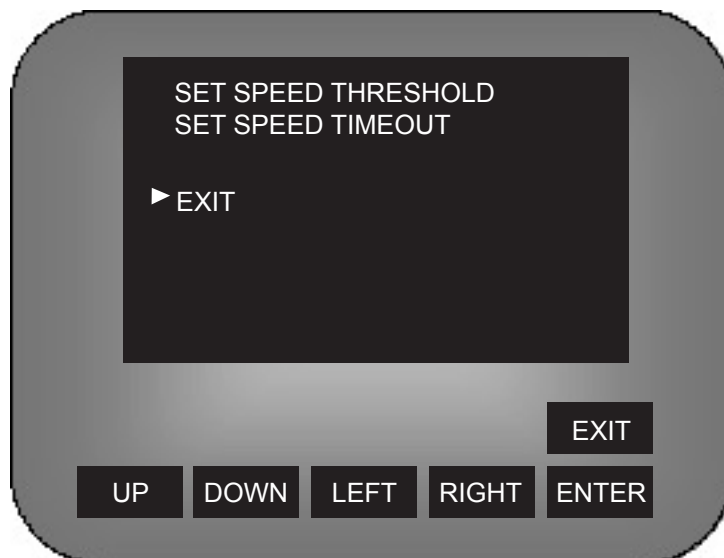 SET SPEED THRESHOLD
SET SPEED TIMEOUT
EXIT
EXIT
UP DOWN LEFT RIGHT ENTER